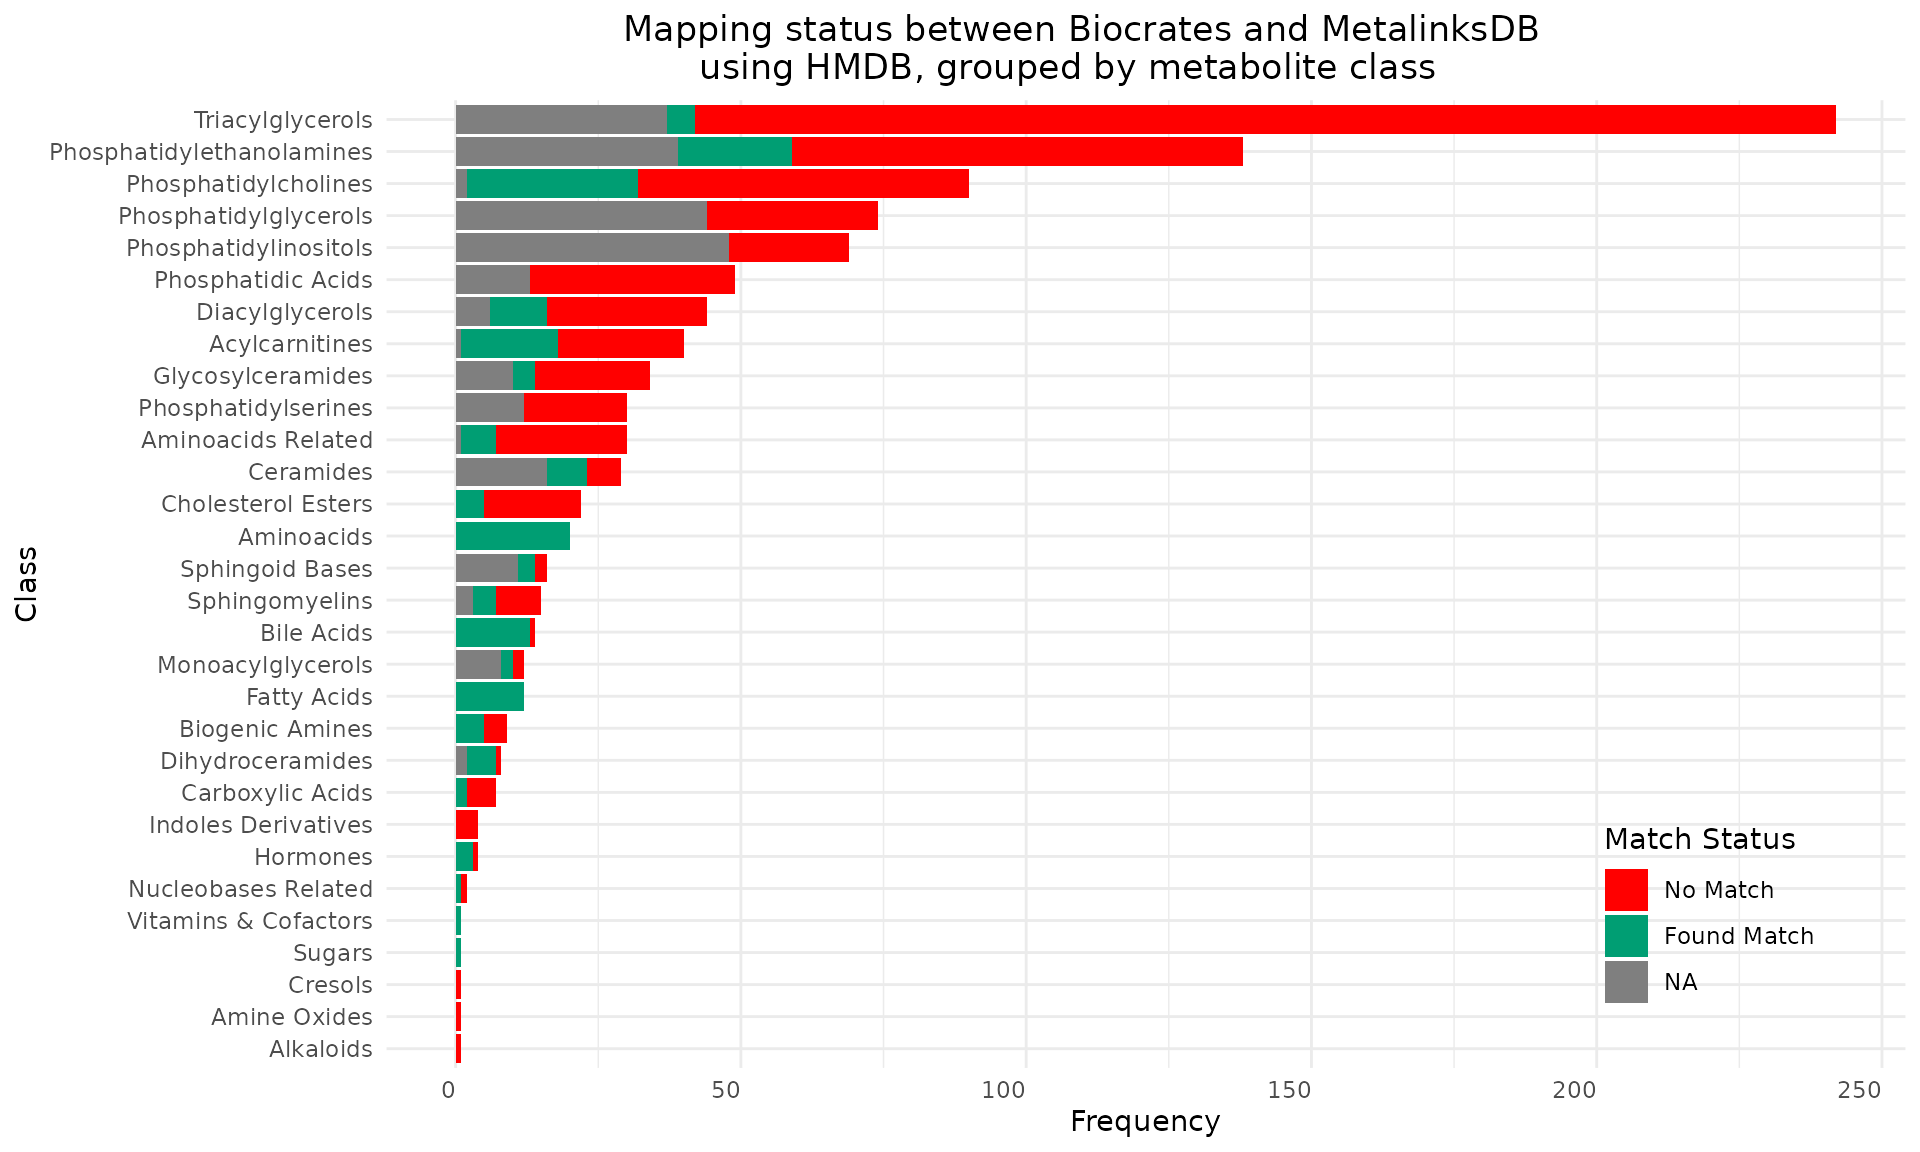 Mapping status between Biocrates and MetalinksDB
using HMDB, grouped by metabolite class
Triacylglycerols
Phosphatidylethanolamines
Phosphatidylcholines
Phosphatidylglycerols
Phosphatidylinositols
Phosphatidic Acids
Diacylglycerols
Acylcarnitines
Glycosylceramides
Phosphatidylserines
Aminoacids Related
Ceramides
Cholesterol Esters
Aminoacids
Sphingoid Bases
Sphingomyelins
Bile Acids
Monoacylglycerols
Fatty Acids
Biogenic Amines
Dihydroceramides
Carboxylic Acids
Indoles Derivatives
Hormones
Nucleobases Related
Vitamins & Cofactors
Sugars
Cresols
Amine Oxides
Alkaloids
Class
Match Status
No Match
Found Match
NA
0 50 100 150 200 250
Frequency